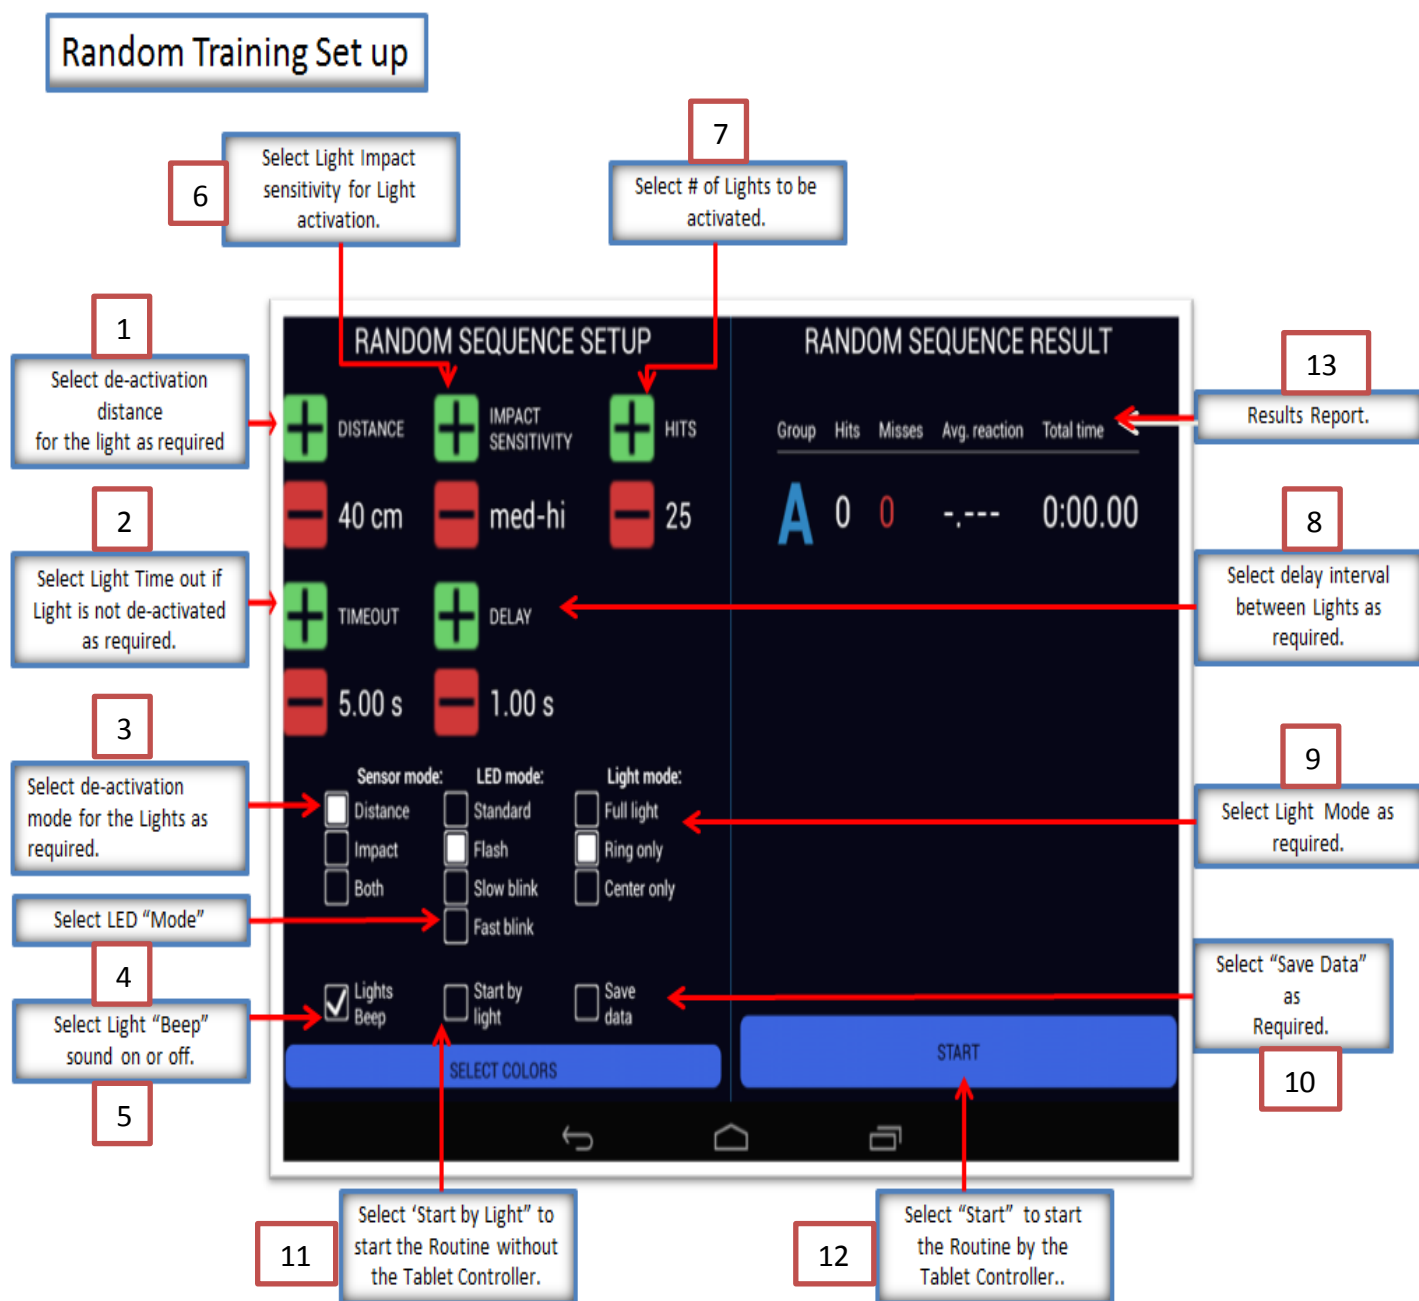 Random Training Set up
7
6
Select Light Impact
sensitivity for Light
activation.
Select # of Lights to be
activated.
1
Select de-activation
distance
for the light as required
2
Select Light Time out if
Light is not de-activated
as required.
3
Select de-activation
mode for the Lights as
required.
Select LED “Mode”
4
Select Light “Beep”
sound on or off.
5
RANDOM SEQUENCE SETUP
DISTANCE
IMPACT
SENSITIVITY
HITS
40 cm
med-hi
25
TIMEOUT
DELAY
5.00 s
1.00 s
Sensor mode:
Distance
Impact
Both
LED mode:
Standard
Flash
Slow blink
Fast blink
Light mode:
Full light
Ring only
Center only
Lights
Beep
Start by
light
Save
data
SELECT COLORS
RANDOM SEQUENCE RESULT
Group Hits Misses Avg. reaction Total time
A 0 0 -.--- 0:00.00
START
13
Results Report.
8
Select delay interval
between Lights as
required.
9
Select Light Mode as
required.
Select “Save Data”
as
Required.
10
11
Select ‘Start by Light” to
start the Routine without
the Tablet Controller.
12
Select “Start” to start
the Routine by the
Tablet Controller..